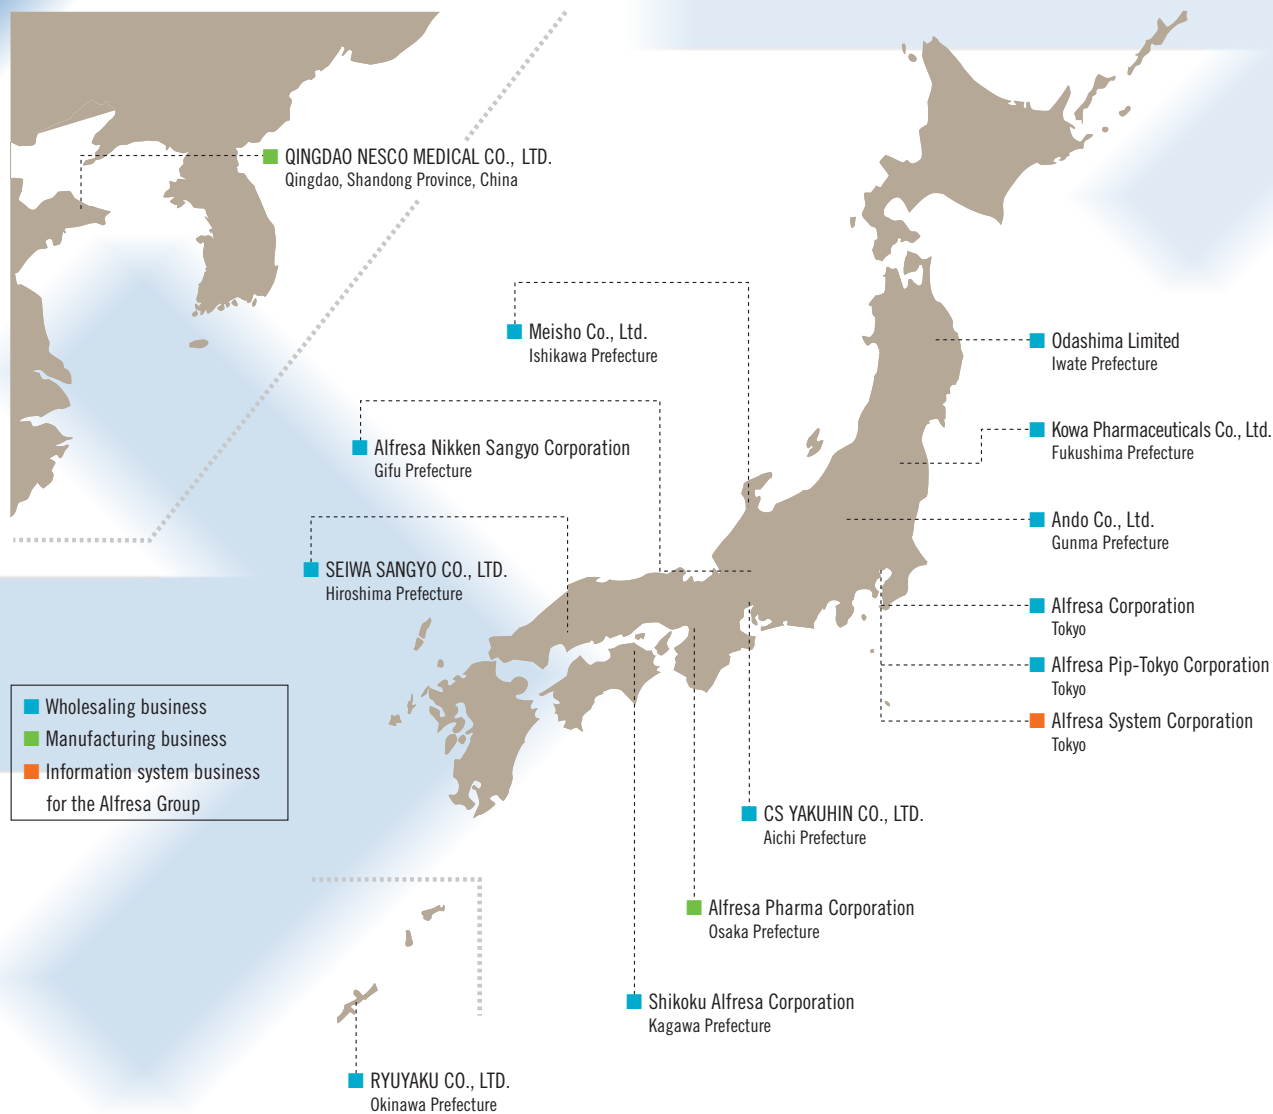 QINGDAO NESCO MEDICAL CO., LTD.
Qingdao, Shandong Province, China
Meisho Co., Ltd.
Ishikawa Prefecture
Odashima Limited
Iwate Prefecture
Alfresa Nikken Sangyo Corporation
Gifu Prefecture
Kowa Pharmaceuticals Co., Ltd.
Fukushima Prefecture
Ando Co., Ltd.
Gunma Prefecture
SEIWA SANGYO CO., LTD.
Hiroshima Prefecture
Alfresa Corporation
Tokyo
Alfresa Pip-Tokyo Corporation
Tokyo
Alfresa System Corporation
Tokyo
Wholesaling business
Manufacturing business
Information system business
for the Alfresa Group
CS YAKUHIN CO., LTD.
Aichi Prefecture
Alfresa Pharma Corporation
Osaka Prefecture
Shikoku Alfresa Corporation
Kagawa Prefecture
RYUYAKU CO., LTD.
Okinawa Prefecture